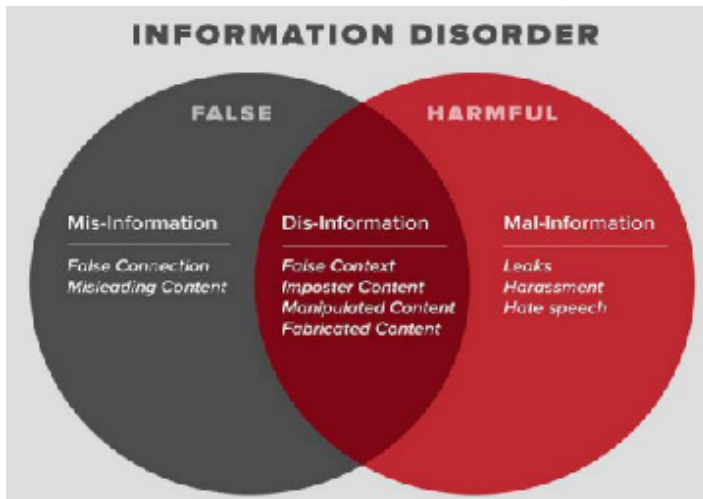 INFORMATION DISORDER
FALSE
HARMFUL
Mis-Information
False Connection
Misleading Content
Dis-Information
False Context
Imposter Content
Manipulated Content
Fabricated Content
Mal-Information
Leaks
Harassment
Hate speech